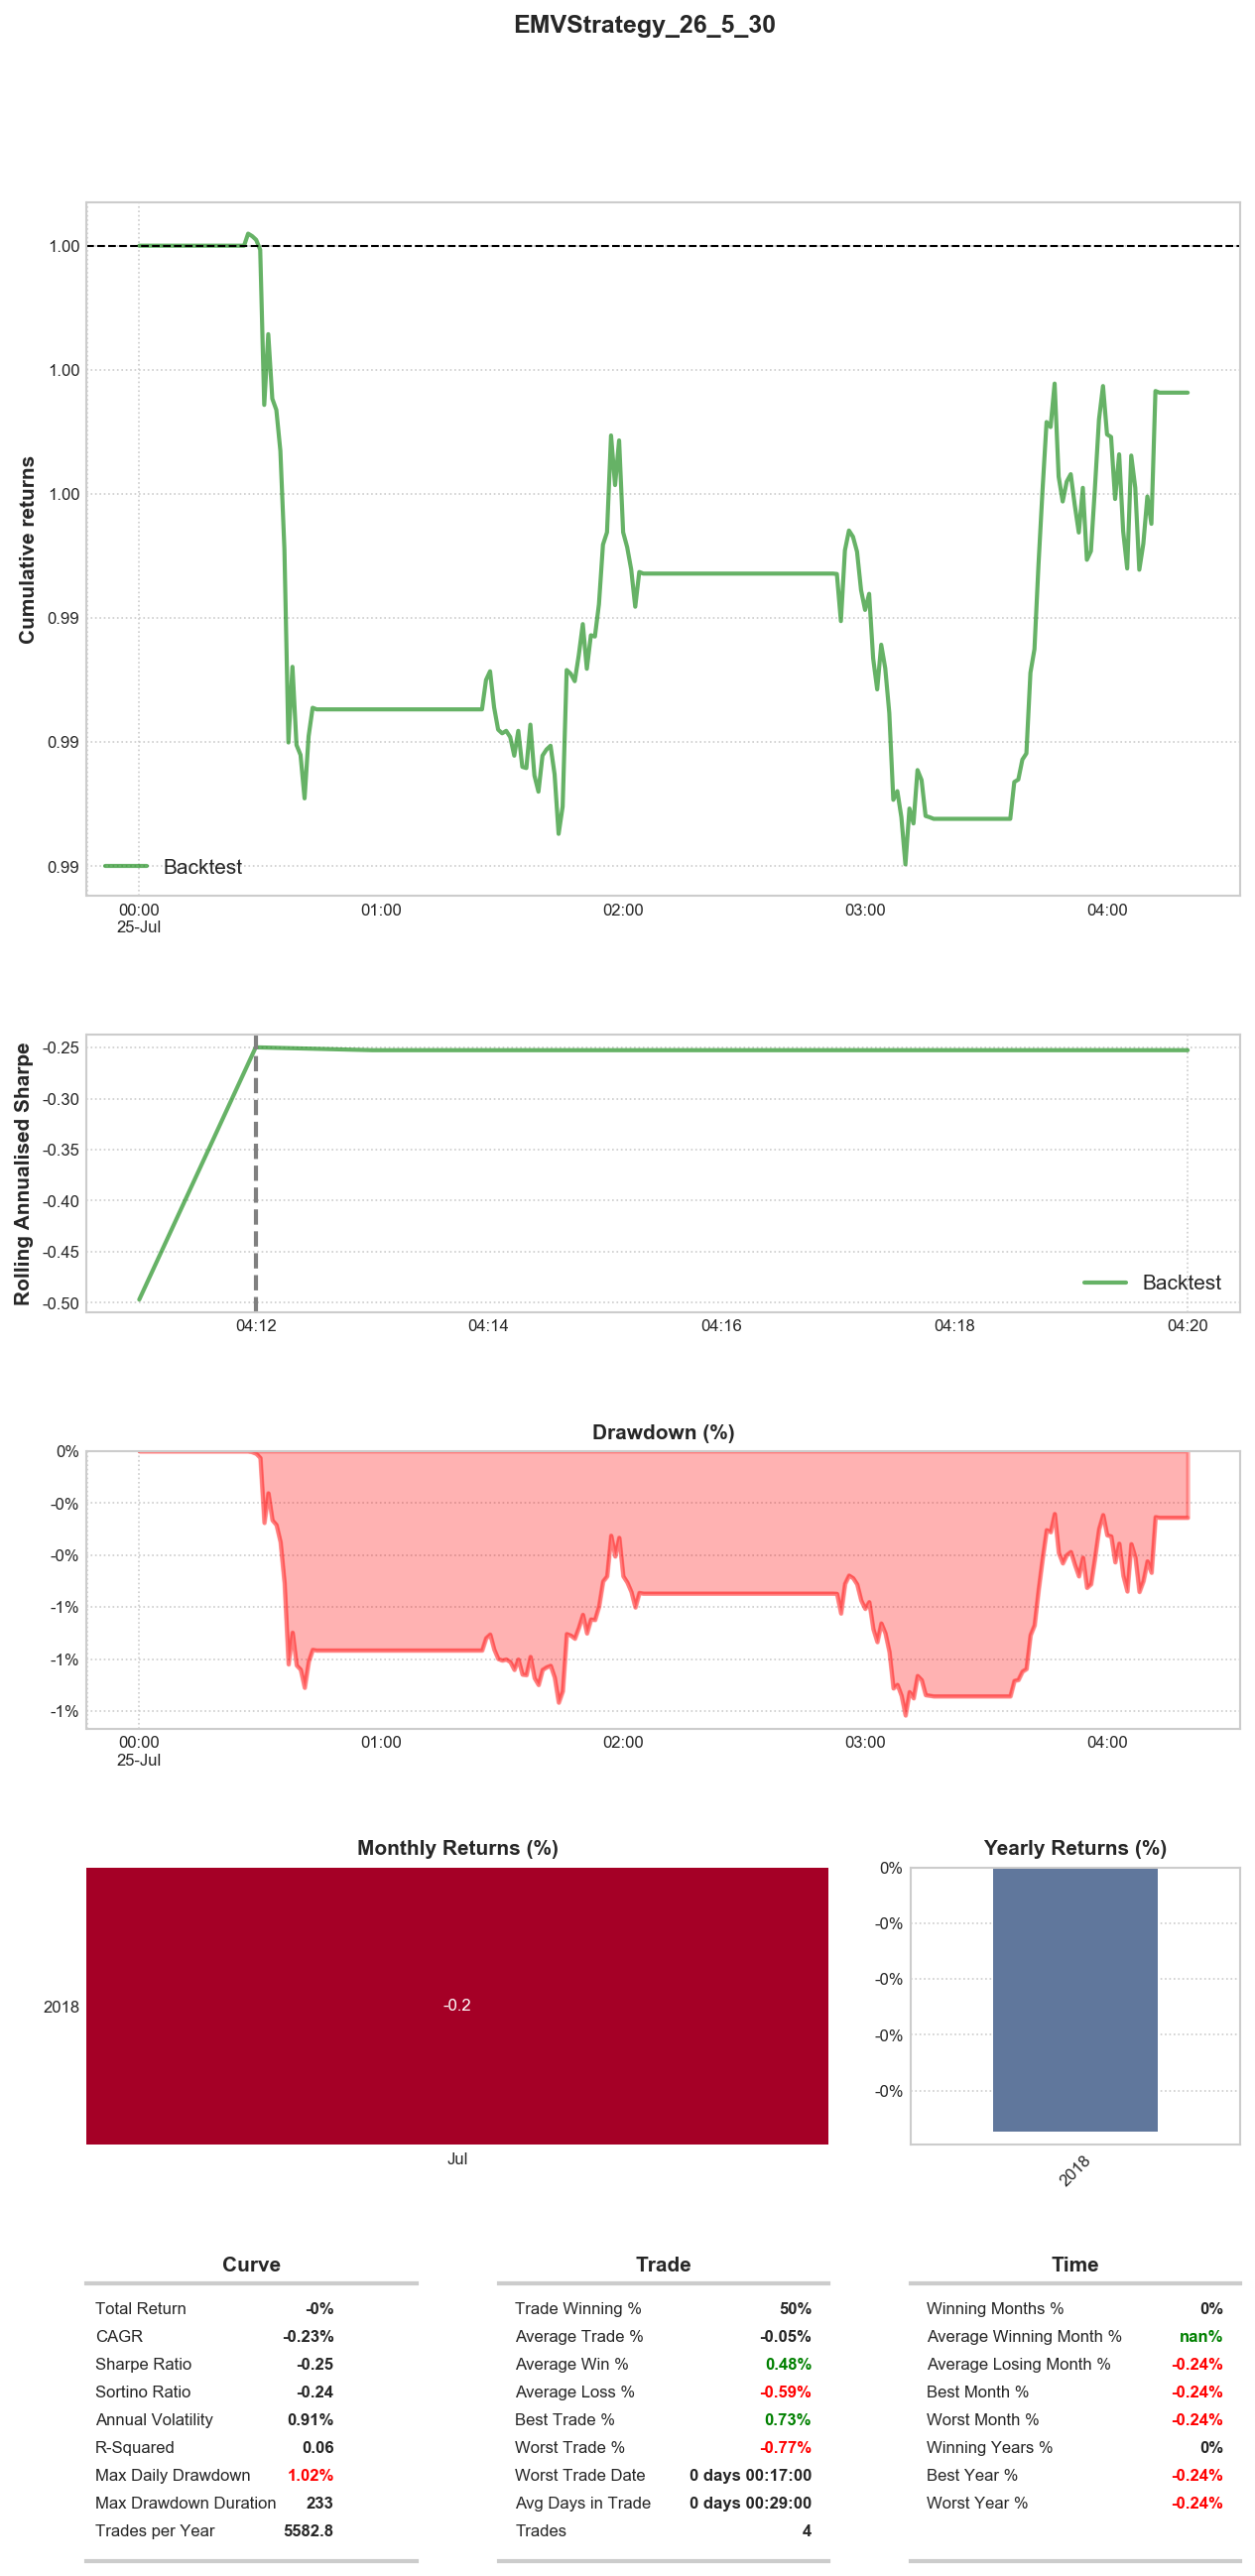 EMVStrategy_26_5_30
Cumulative returns
1.00
1.00
1.00
0.99
0.99
0.99
Backtest
00:00 01:00 02:00 03:00 04:00
25-Jul
Rolling Annualised Sharpe
-0.25
-0.30
-0.35
-0.40
-0.45
-0.50
Backtest
04:12 04:14 04:16 04:18 04:20
Drawdown (%)
0%
-0%
-0%
-1%
-1%
-1%
00:00 01:00 02:00 03:00 04:00
25-Jul
Monthly Returns (%)
2018
-0.2
Jul
Yearly Returns (%)
0%
-0%
-0%
-0%
-0%
2018
Curve
Total Return -0%
CAGR -0.23%
Sharpe Ratio -0.25
Sortino Ratio -0.24
Annual Volatility 0.91%
R-Squared 0.06
Max Daily Drawdown 1.02%
Max Drawdown Duration 233
Trades per Year 5582.8
Trade
Trade Winning % 50%
Average Trade % -0.05%
Average Win % 0.48%
Average Loss % -0.59%
Best Trade % 0.73%
Worst Trade % -0.77%
Worst Trade Date 0 days 00:17:00
Avg Days in Trade 0 days 00:29:00
Trades 4
Time
Winning Months % 0%
Average Winning Month % nan%
Average Losing Month % -0.24%
Best Month % -0.24%
Worst Month % -0.24%
Winning Years % 0%
Best Year % -0.24%
Worst Year % -0.24%